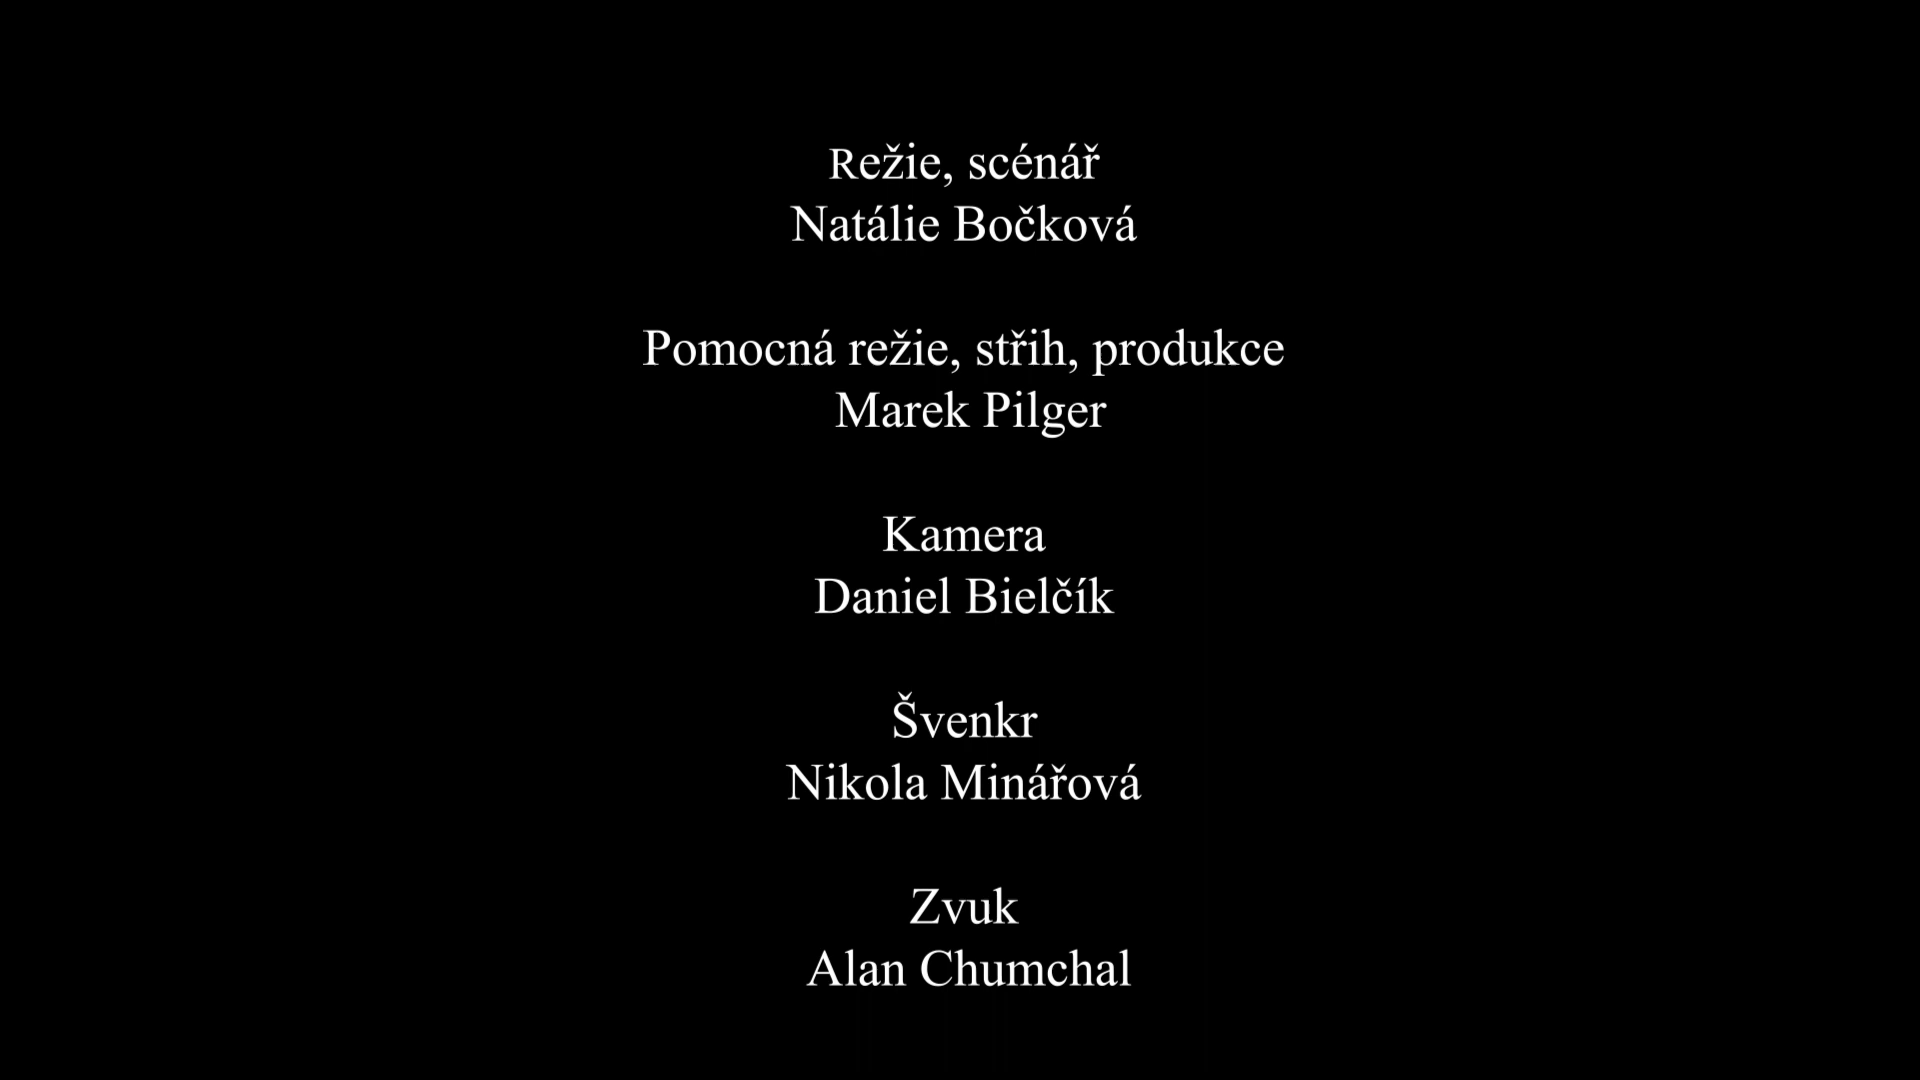 Režie, scénář
Natálie Bočková
Pomocná režie, střih, produkce
Marek Pilger
Kamera
Daniel Bielčík
Švenkr
Nikola Minářová
Zvuk
Alan Chumchal